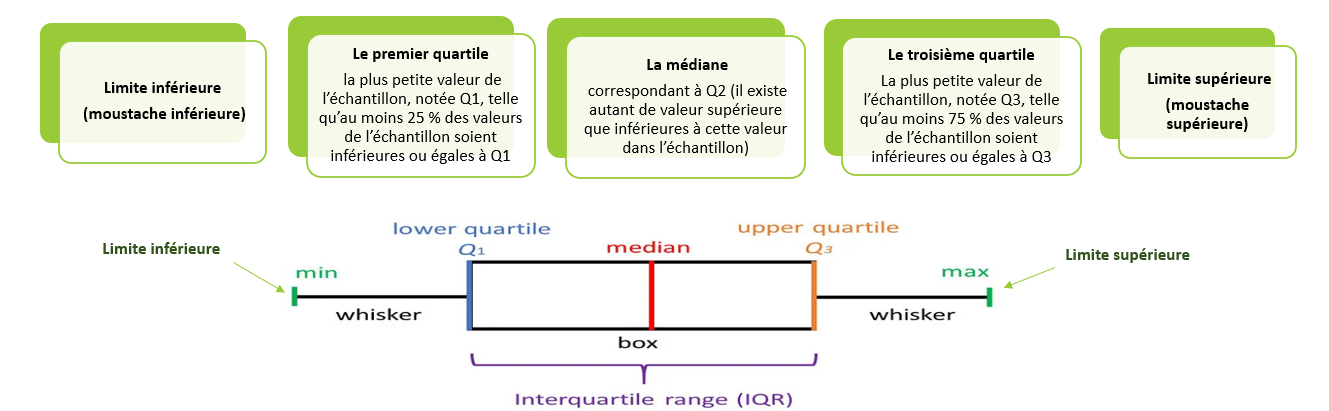 Limite inférieure
(moustache inférieure)
Le premier quartile
la plus petite valeur de
l'échantillon, notée Q1, telle
qu'au moins 25 % des valeurs
de l'échantillon soient
inférieures ou égales à Q1
La médiane
correspondant à Q2 (il existe
autant de valeur supérieure
que inférieures à cette valeur
dans l'échantillon)
Le troisième quartile
La plus petite valeur de
l'échantillon, notée Q3, telle
qu'au moins 75 % des valeurs
de l'échantillon soient
inférieures ou égales à Q3
Limite supérieure
(moustache
supérieure)
Limite inférieure
min
whisker
lower quartile
Q1
median
box
upper quartile
Q3
max
whisker
Limite supérieure
Interquartile range (IQR)